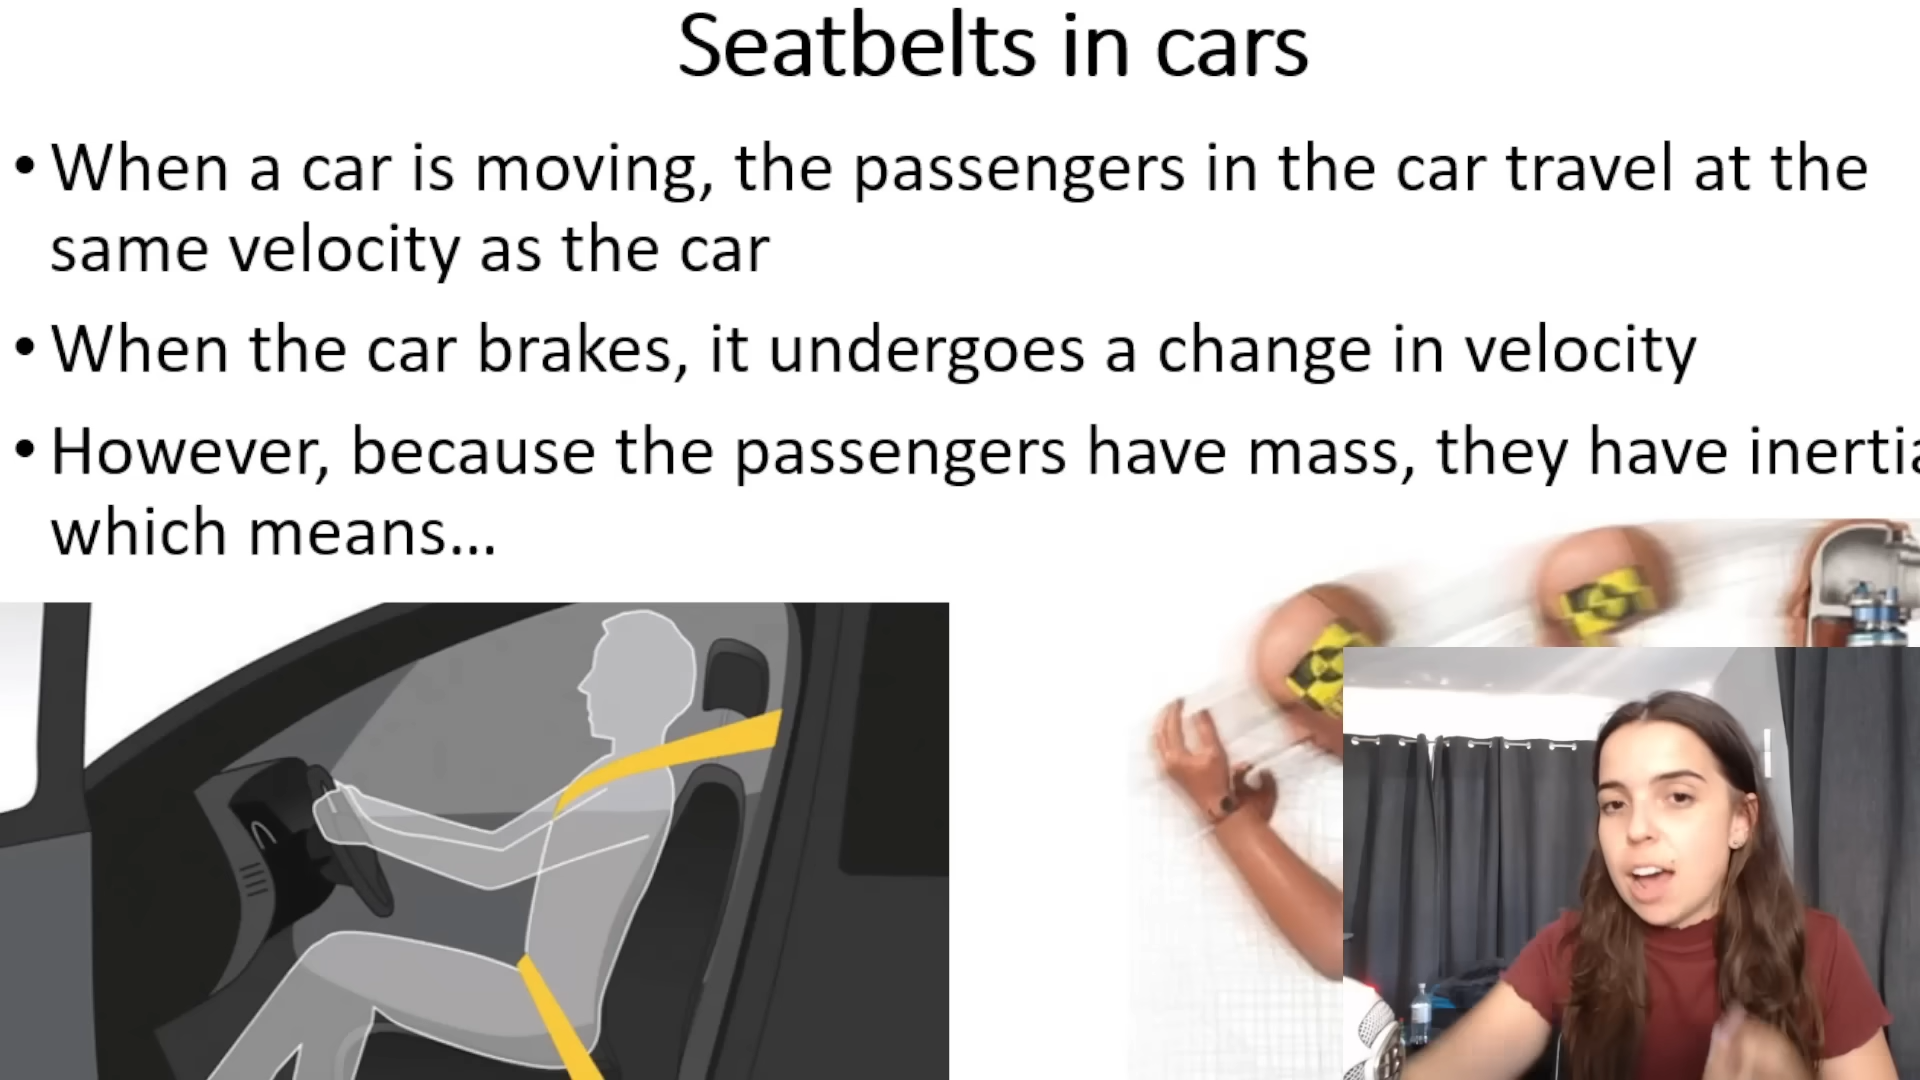 Seatbelts in cars
• When a car is moving, the passengers in the car travel at the
same velocity as the car
• When the car brakes, it undergoes a change in velocity
• However, because the passengers have mass, they have inertia
which means...